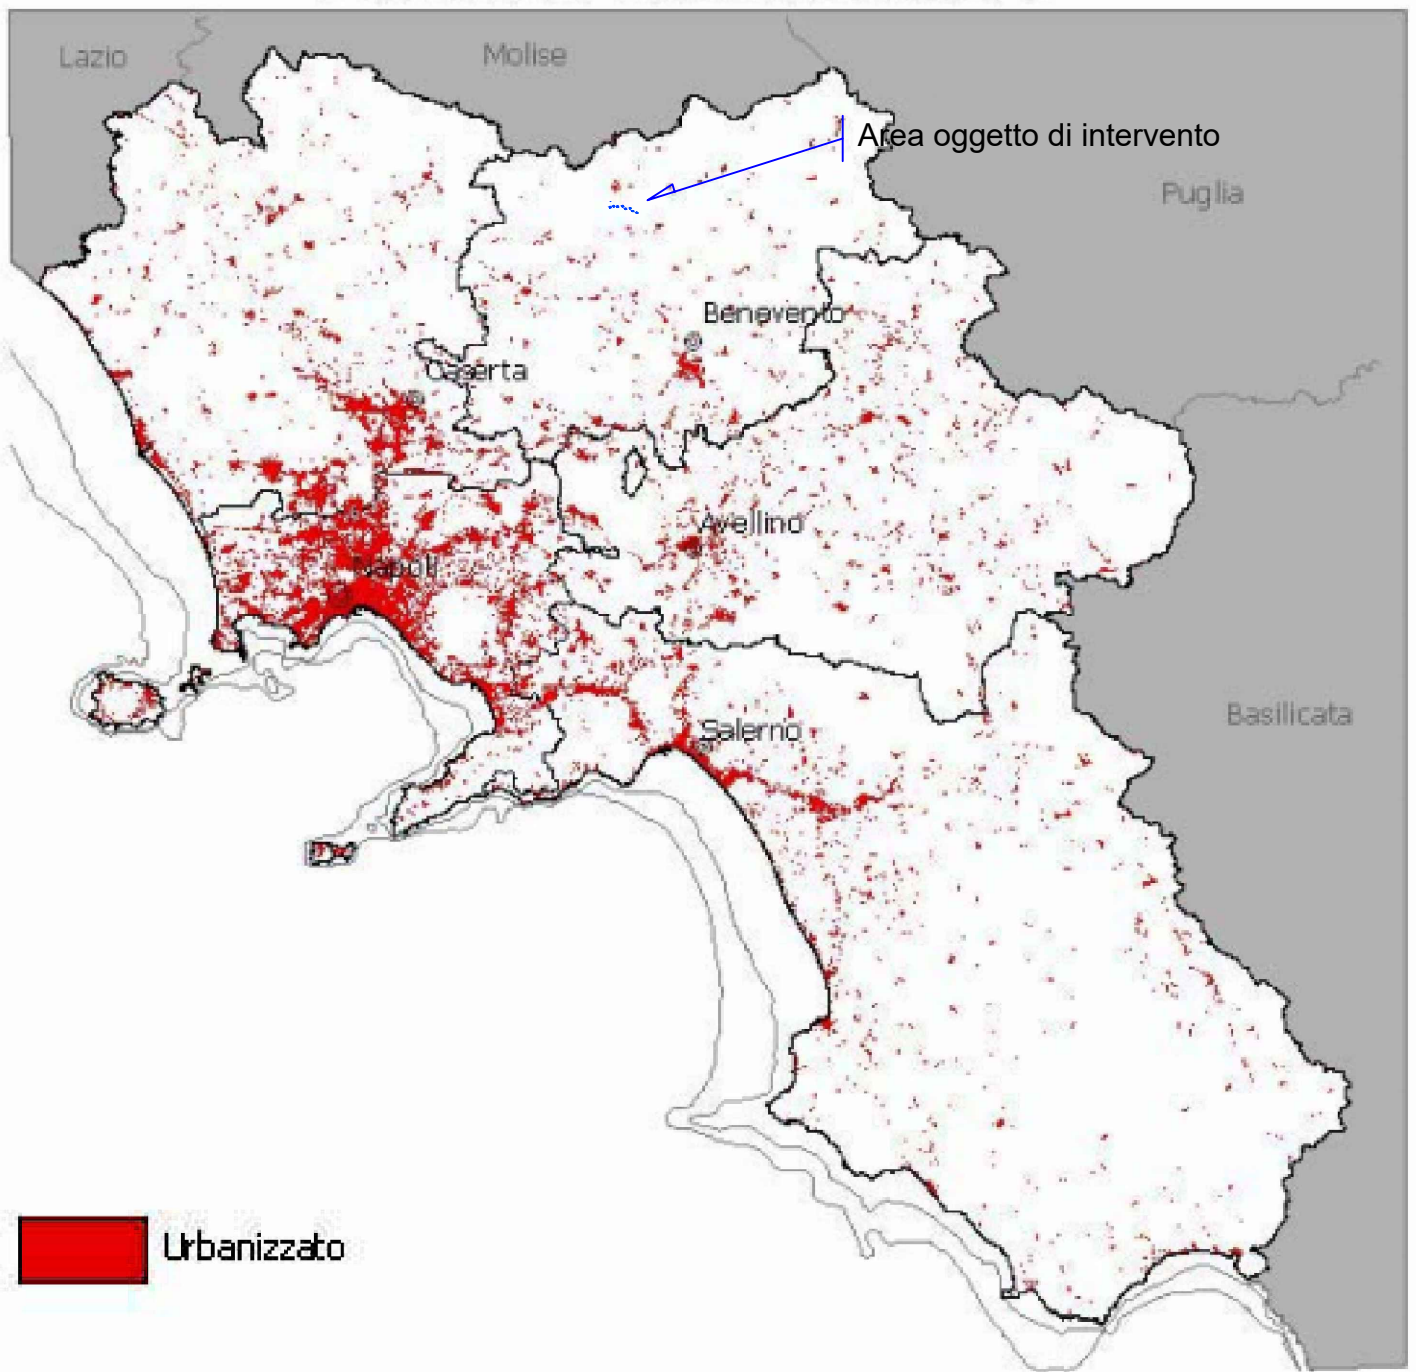 Lazio
Molise
Area oggetto di intervento
Puglia
Benevento
Caserta
Avellino
Napoli
Basilicata
Salerno
Urbanizzato